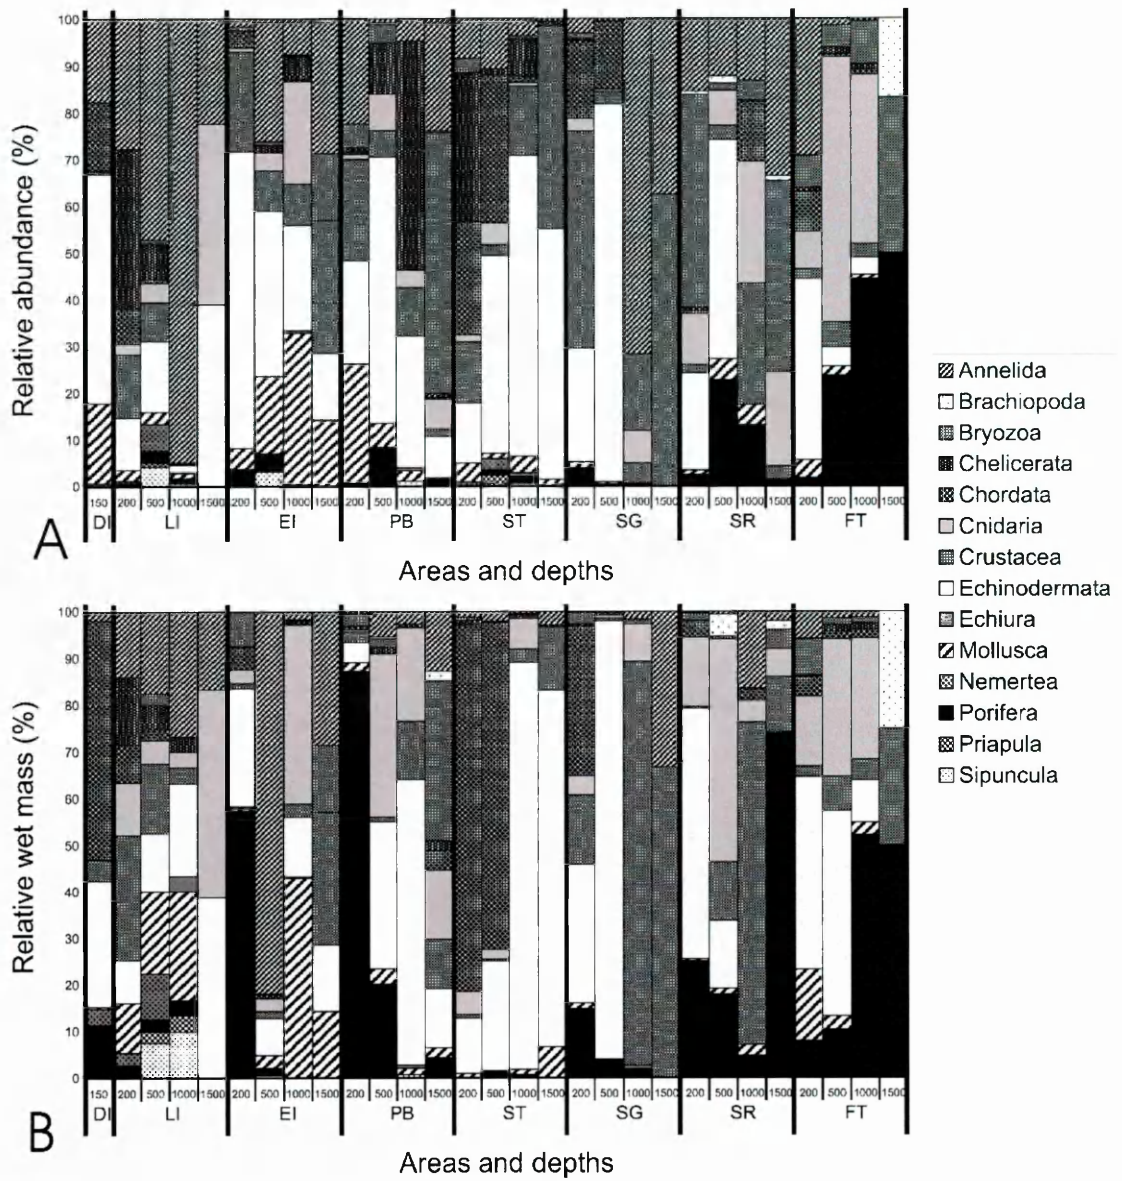 100
90
80
70
60
50
40
30
20
10
0
Relative abundance (%)
150 200 500 1000 1500 200 500 1000 1500 200 500 1000 1500 200 500 1000 1500 200 500 1000 1500 200 500 1000 1500 200 500 1000 1500
DI LI EI PB ST SG SR FT
A
Areas and depths
Annelida
Brachiopoda
Bryozoa
Chelicerata
Chordata
Cnidaria
Crustacea
Echinodermata
Echiura
Mollusca
Nemertea
Porifera
Priapula
Sipuncula
100
90
80
70
60
50
40
30
20
10
0
Relative wet mass (%)
150 200 500 1000 1500 200 500 1000 1500 200 500 1000 1500 200 500 1000 1500 200 500 1000 1500 200 500 1000 1500 200 500 1000 1500
DI LI EI PB ST SG SR FT
B
Areas and depths